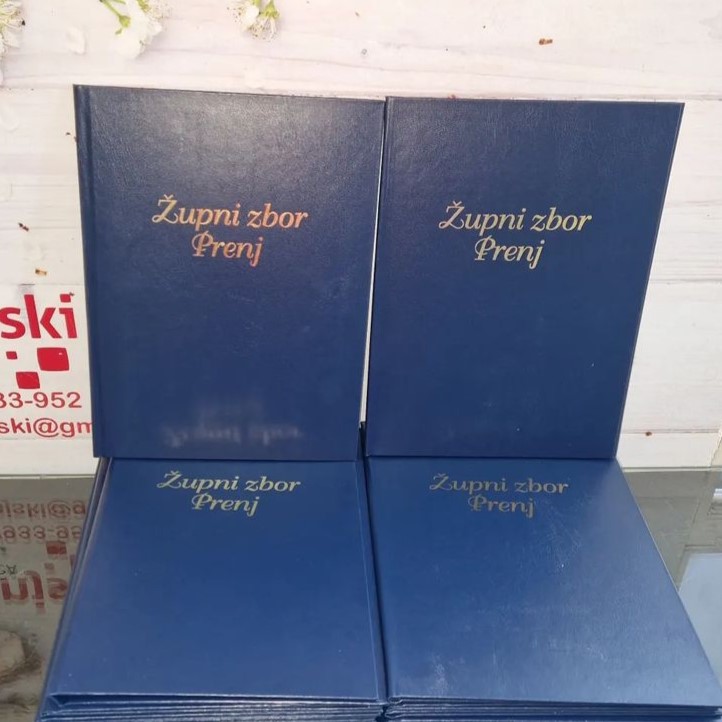 Župni zbor
Prenj
Župni zbor
Prenj
ski
33-952
ski@gm
Župni zbor
Prenj
Župni zbor
Prenj